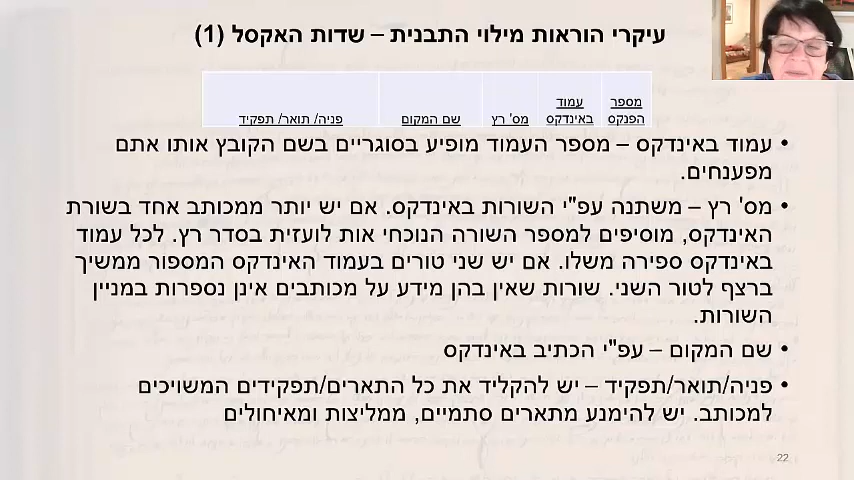 עיקרי הוראות מילוי התבנית – שדות האקסל (1)
מספר הפנקס	עמוד באינדקס	מס' רץ	שם המקום	פניה/ תואר/ תפקיד
• עמוד באינדקס – מספר העמוד מופיע בסוגריים בשם הקובץ אותו אתם
מפענחים.
• מס' רץ – משתנה עפ"י השורות באינדקס. אם יש יותר ממכותב אחד בשורת
האינדקס, מוסיפים למספר השורה הנוכחי אות לועזית בסדר רץ. לכל עמוד
באינדקס ספירה משלו. אם יש שני טורים בעמוד האינדקס המספור ממשיך
ברצף לטור השני. שורות שאין בהן מידע על מכותבים אינן נספרות במניין
השורות.
• שם המקום – עפ"י הכתיב באינדקס
• פניה/תואר/תפקיד – יש להקליד את כל התארים/תפקידים המשויכים
למכותב. יש להימנע מתארים סתמיים, ממליצות ומאיחולים
22